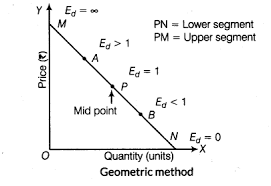 Y E_d = ∞
M
PN = Lower segment
PM = Upper segment
E_d > 1
A
E_d = 1
P
Price (₹)
Mid point
E_d < 1
B
N E_d = 0
O X
Quantity (units)
Geometric method